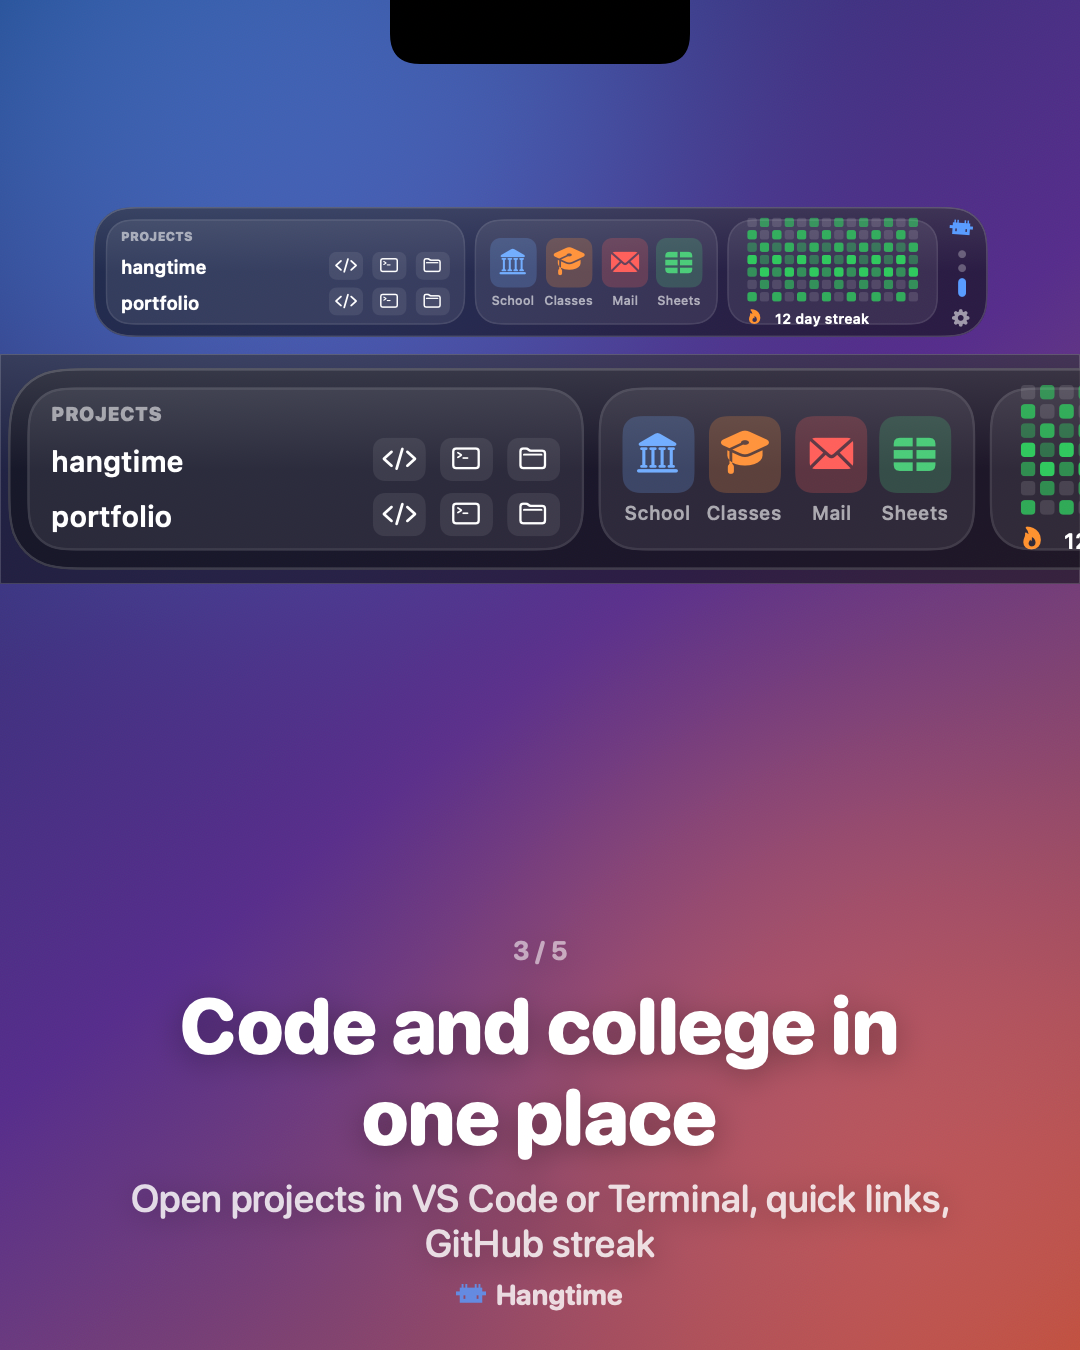 PROJECTS
hangtime
portfolio
School Classes Mail Sheets
12 day streak
PROJECTS
hangtime
portfolio
School Classes Mail Sheets
12
3 / 5
Code and college in
one place
Open projects in VS Code or Terminal, quick links,
GitHub streak
Hangtime